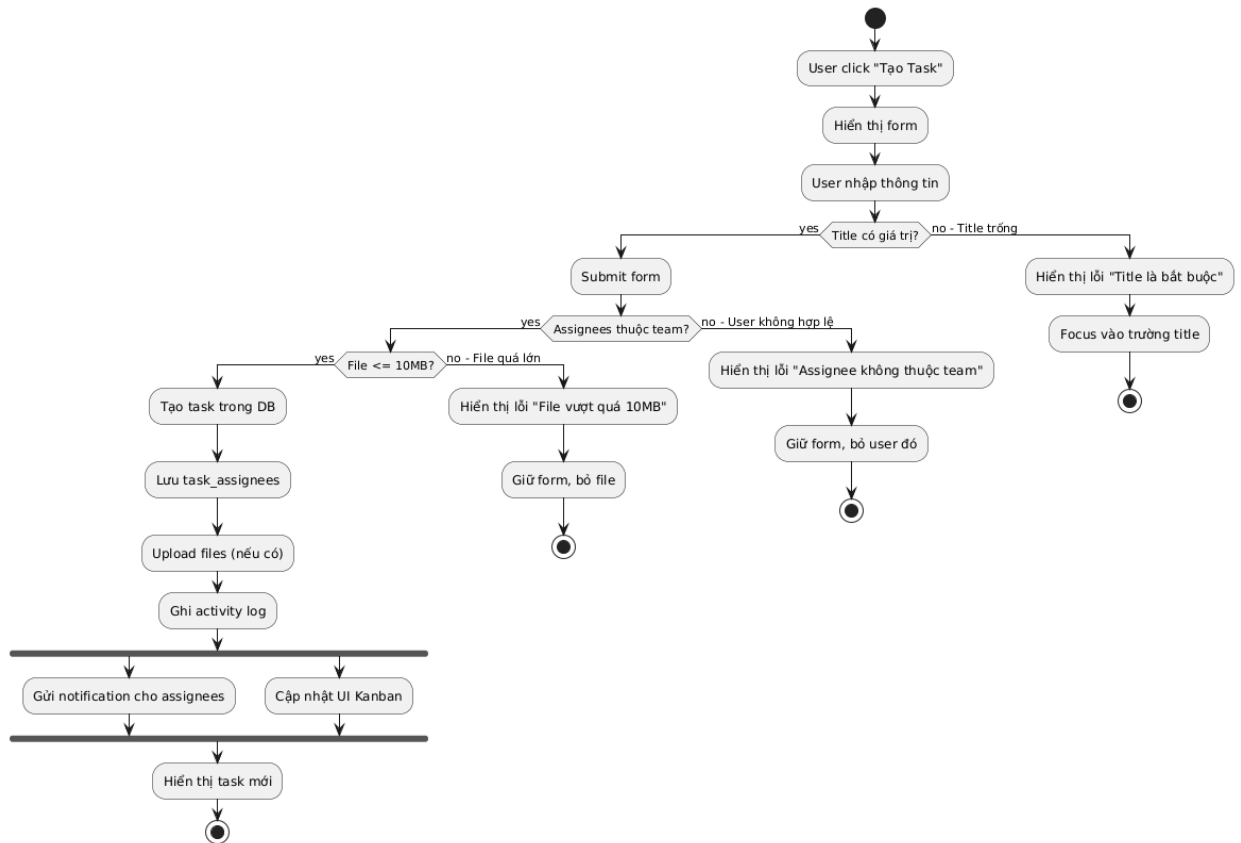 User click "Tạo Task"
Hiển thị form
User nhập thông tin
yes
Title có giá trị?
no - Title trống
Submit form
Hiển thị lỗi "Title là bắt buộc"
yes
Assignees thuộc team?
no - User không hợp lệ
Focus vào trường title
yes
File <= 10MB?
no - File quá lớn
Hiển thị lỗi "Assignee không thuộc team"
Tạo task trong DB
Hiển thị lỗi "File vượt quá 10MB"
Giữ form, bỏ user đó
Lưu task_assignees
Giữ form, bỏ file
Upload files (nếu có)
Ghi activity log
Gửi notification cho assignees
Cập nhật UI Kanban
Hiển thị task mới